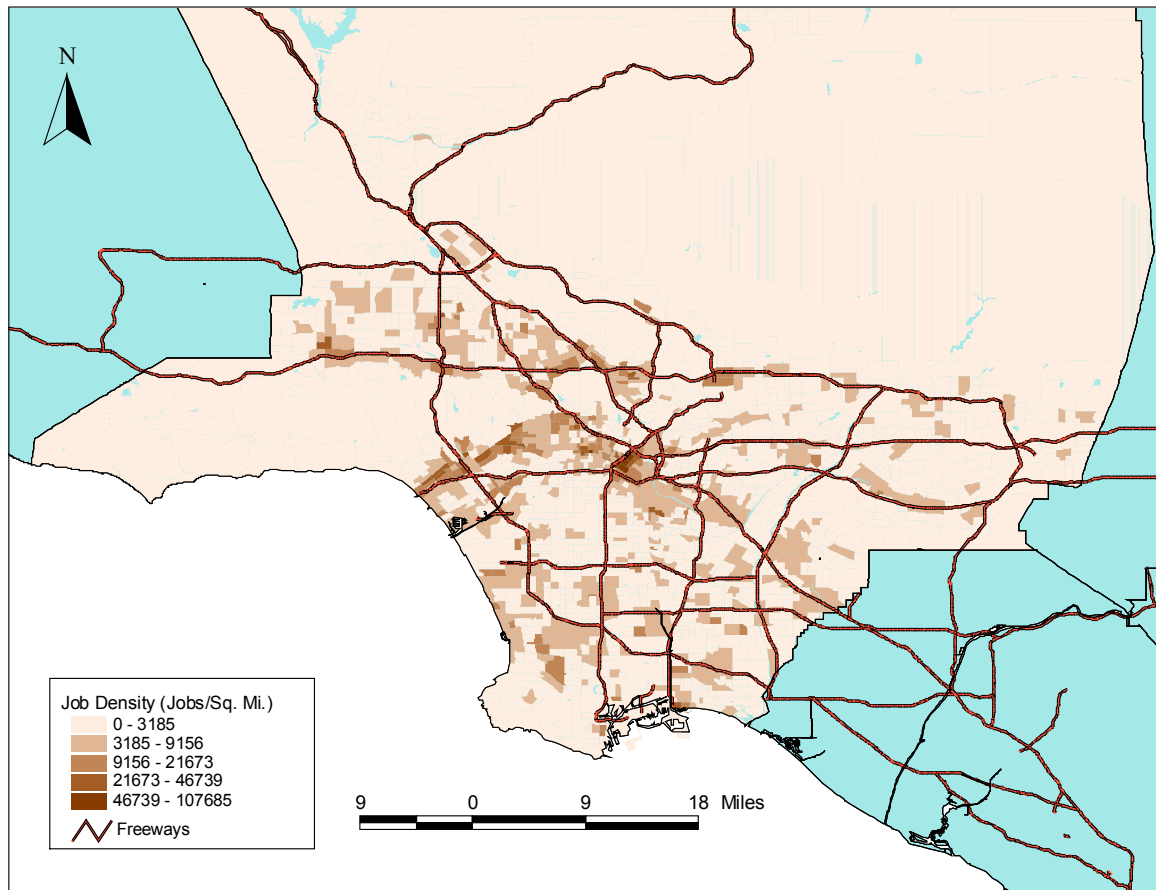 N
Job Density (Jobs/Sq. Mi.)
0 - 3185
3185 - 9156
9156 - 21673
21673 - 46739
46739 - 107685
Freeways
9 0 9 18 Miles